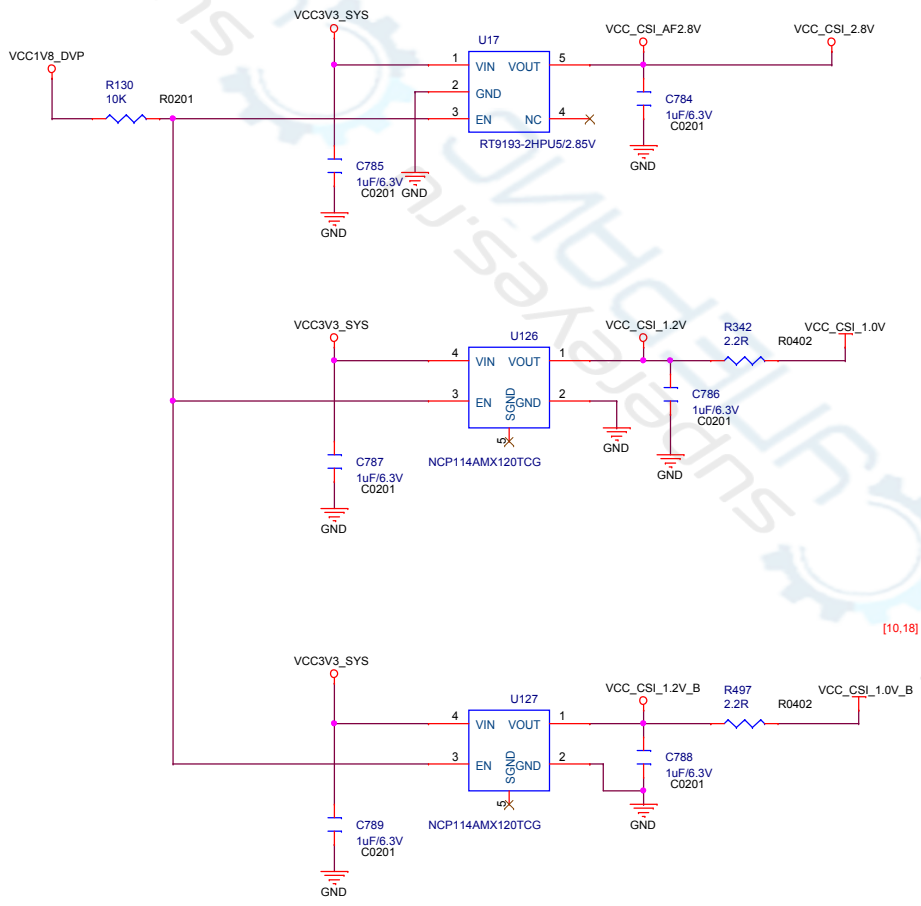 VCC3V3_SYS
VCC_CSI_AF2.8V
VCC_CSI_2.8V
VCC1V8_DVP
U17
R130
10K
R0201
1
VIN
VOUT
5
2
GND
3
EN
NC
4
RT9193-2HPU5/2.85V
C784
1uF/6.3V
C0201
GND
C785
1uF/6.3V
C0201
GND
GND
VCC3V3_SYS
U126
VCC_CSI_1.2V
R342
2.2R
R0402
VCC_CSI_1.0V
4
VIN
VOUT
1
3
EN
SGND
GND
2
5
NCP114AMX120TCG
C786
1uF/6.3V
C0201
GND
GND
C787
1uF/6.3V
C0201
GND
superayes.ru
[10,18]
VCC3V3_SYS
U127
VCC_CSI_1.2V_B
R497
2.2R
R0402
VCC_CSI_1.0V_B
4
VIN
VOUT
1
3
EN
SGND
GND
2
5
NCP114AMX120TCG
C788
1uF/6.3V
C0201
GND
C789
1uF/6.3V
C0201
GND